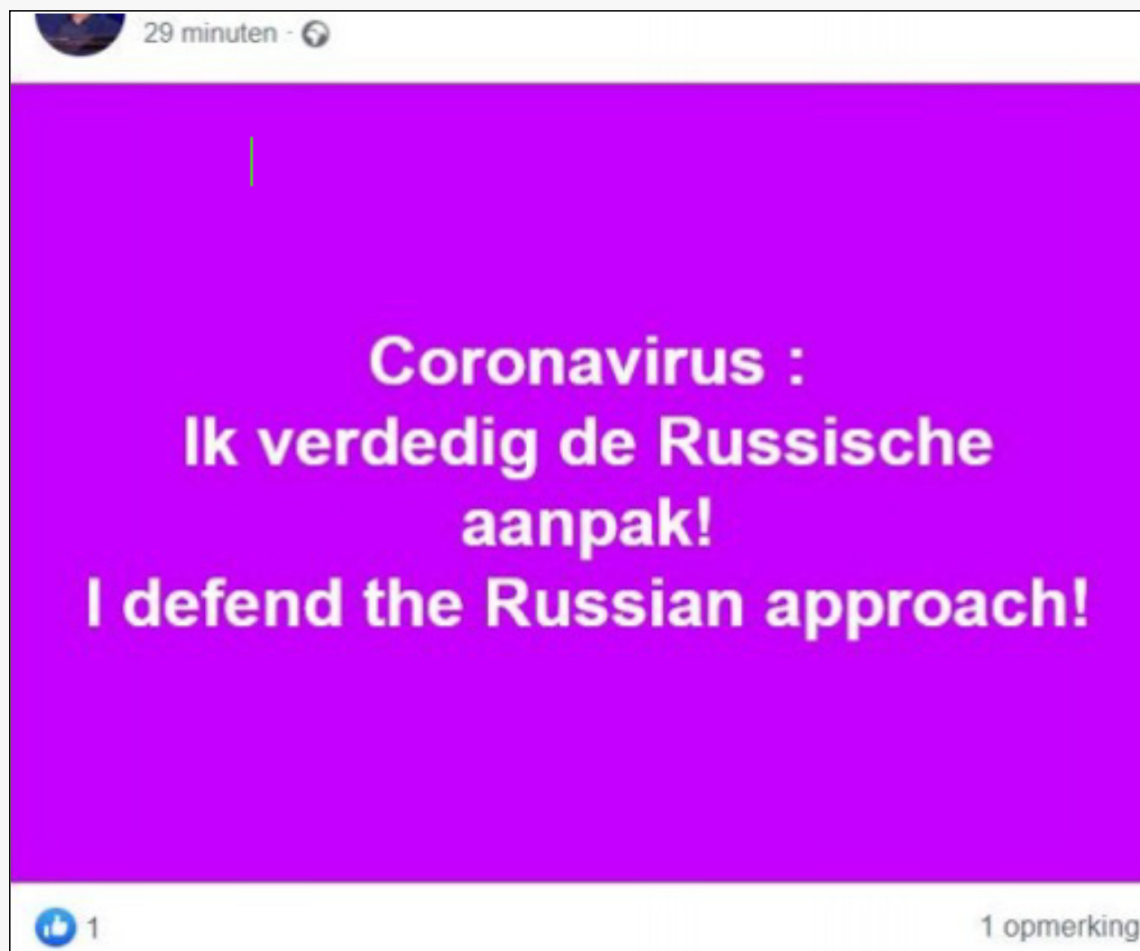 29 minuten ·
Coronavirus :
Ik verdedig de Russische
aanpak!
I defend the Russian approach!
1
1 opmerking